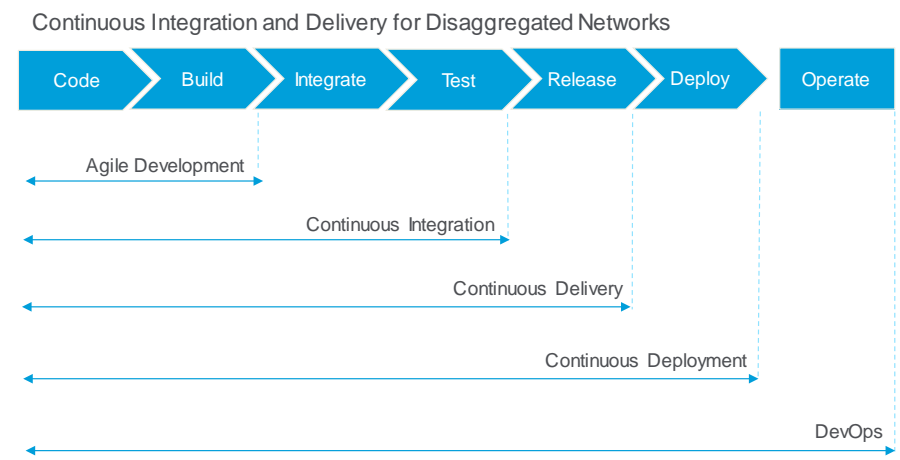 Continuous Integration and Delivery for Disaggregated Networks
Code Build Integrate Test Release Deploy Operate
Agile Development
Continuous Integration
Continuous Delivery
Continuous Deployment
DevOps